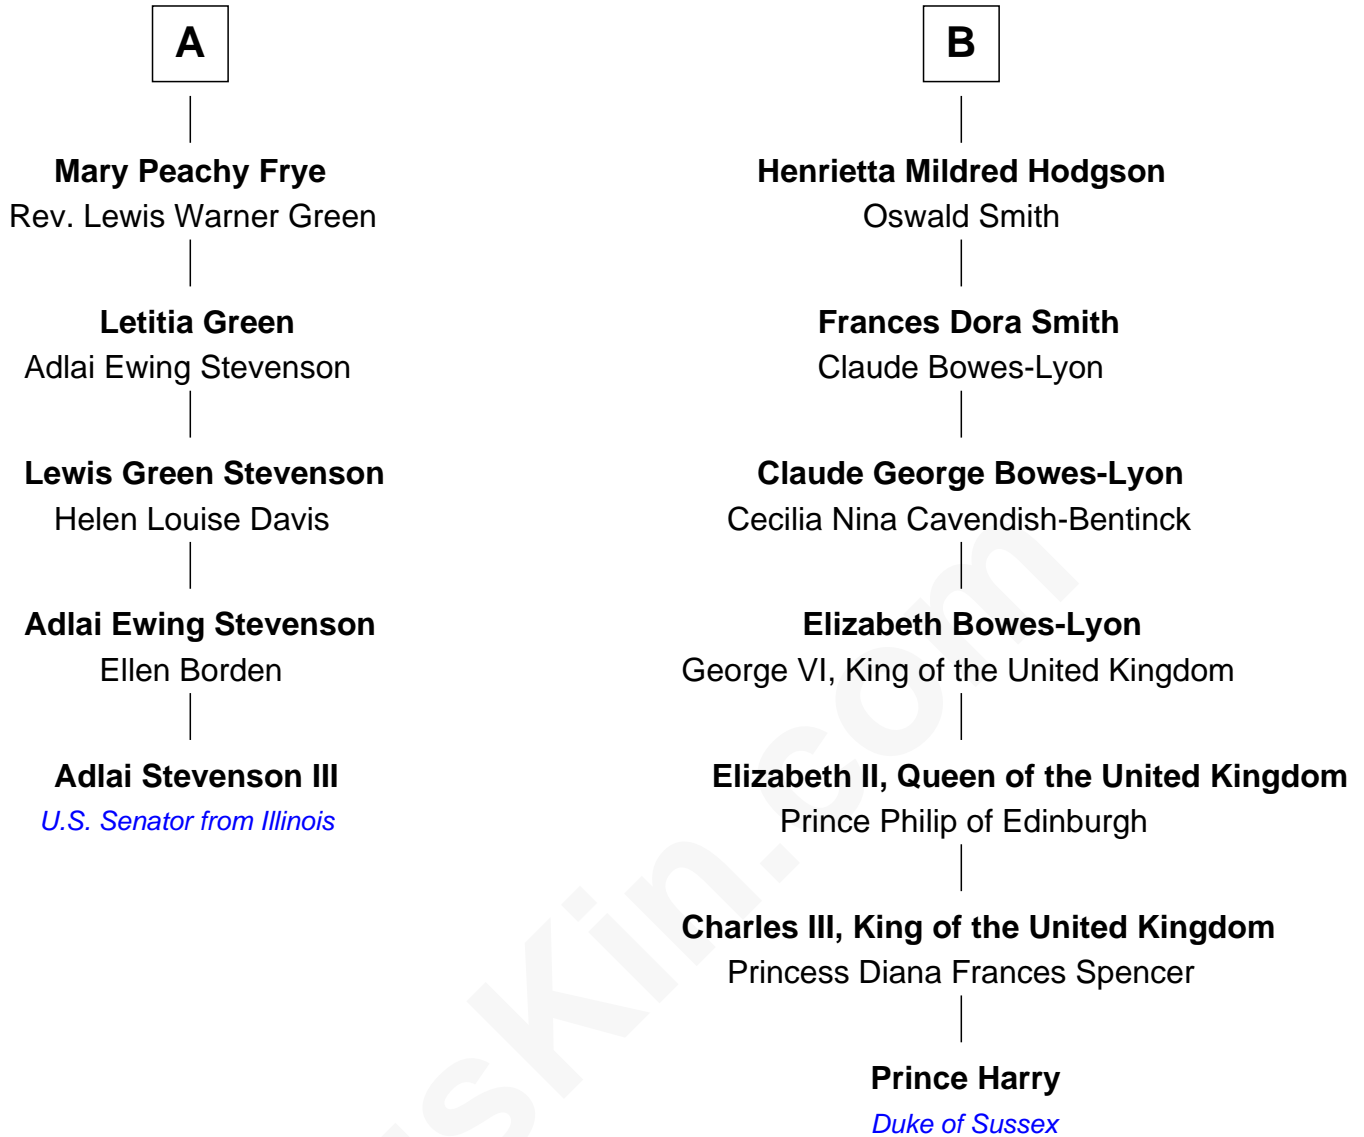 A
Mary Peachy Frye
Rev. Lewis Warner Green
Letitia Green
Adlai Ewing Stevenson
Lewis Green Stevenson
Helen Louise Davis
Adlai Ewing Stevenson
Ellen Borden
Adlai Stevenson III
U.S. Senator from Illinois
B
Henrietta Mildred Hodgson
Oswald Smith
Frances Dora Smith
Claude Bowes-Lyon
Claude George Bowes-Lyon
Cecilia Nina Cavendish-Bentinck
Elizabeth Bowes-Lyon
George VI, King of the United Kingdom
Elizabeth II, Queen of the United Kingdom
Prince Philip of Edinburgh
Charles III, King of the United Kingdom
Princess Diana Frances Spencer
Prince Harry
Duke of Sussex
sKin.com